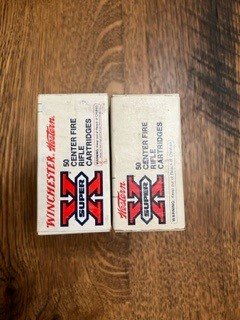 WINCHESTER Western
SUPER X
50
CENTER FIRE
RIFLE
CARTRIDGES
Western
SUPER X
50
CENTER FIRE
RIFLE
CARTRIDGES